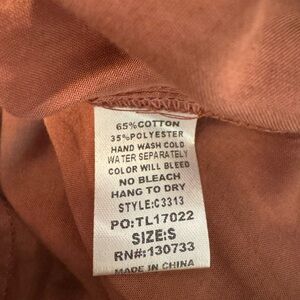 65%COTTON
35%POLYESTER
HAND WASH COLD
WATER SEPARATELY
COLOR WILL BLEED
NO BLEACH
HANG TO DRY
STYLE:C3313
PO:TL17022
SIZE:S
RN#:130733
MADE IN CHINA